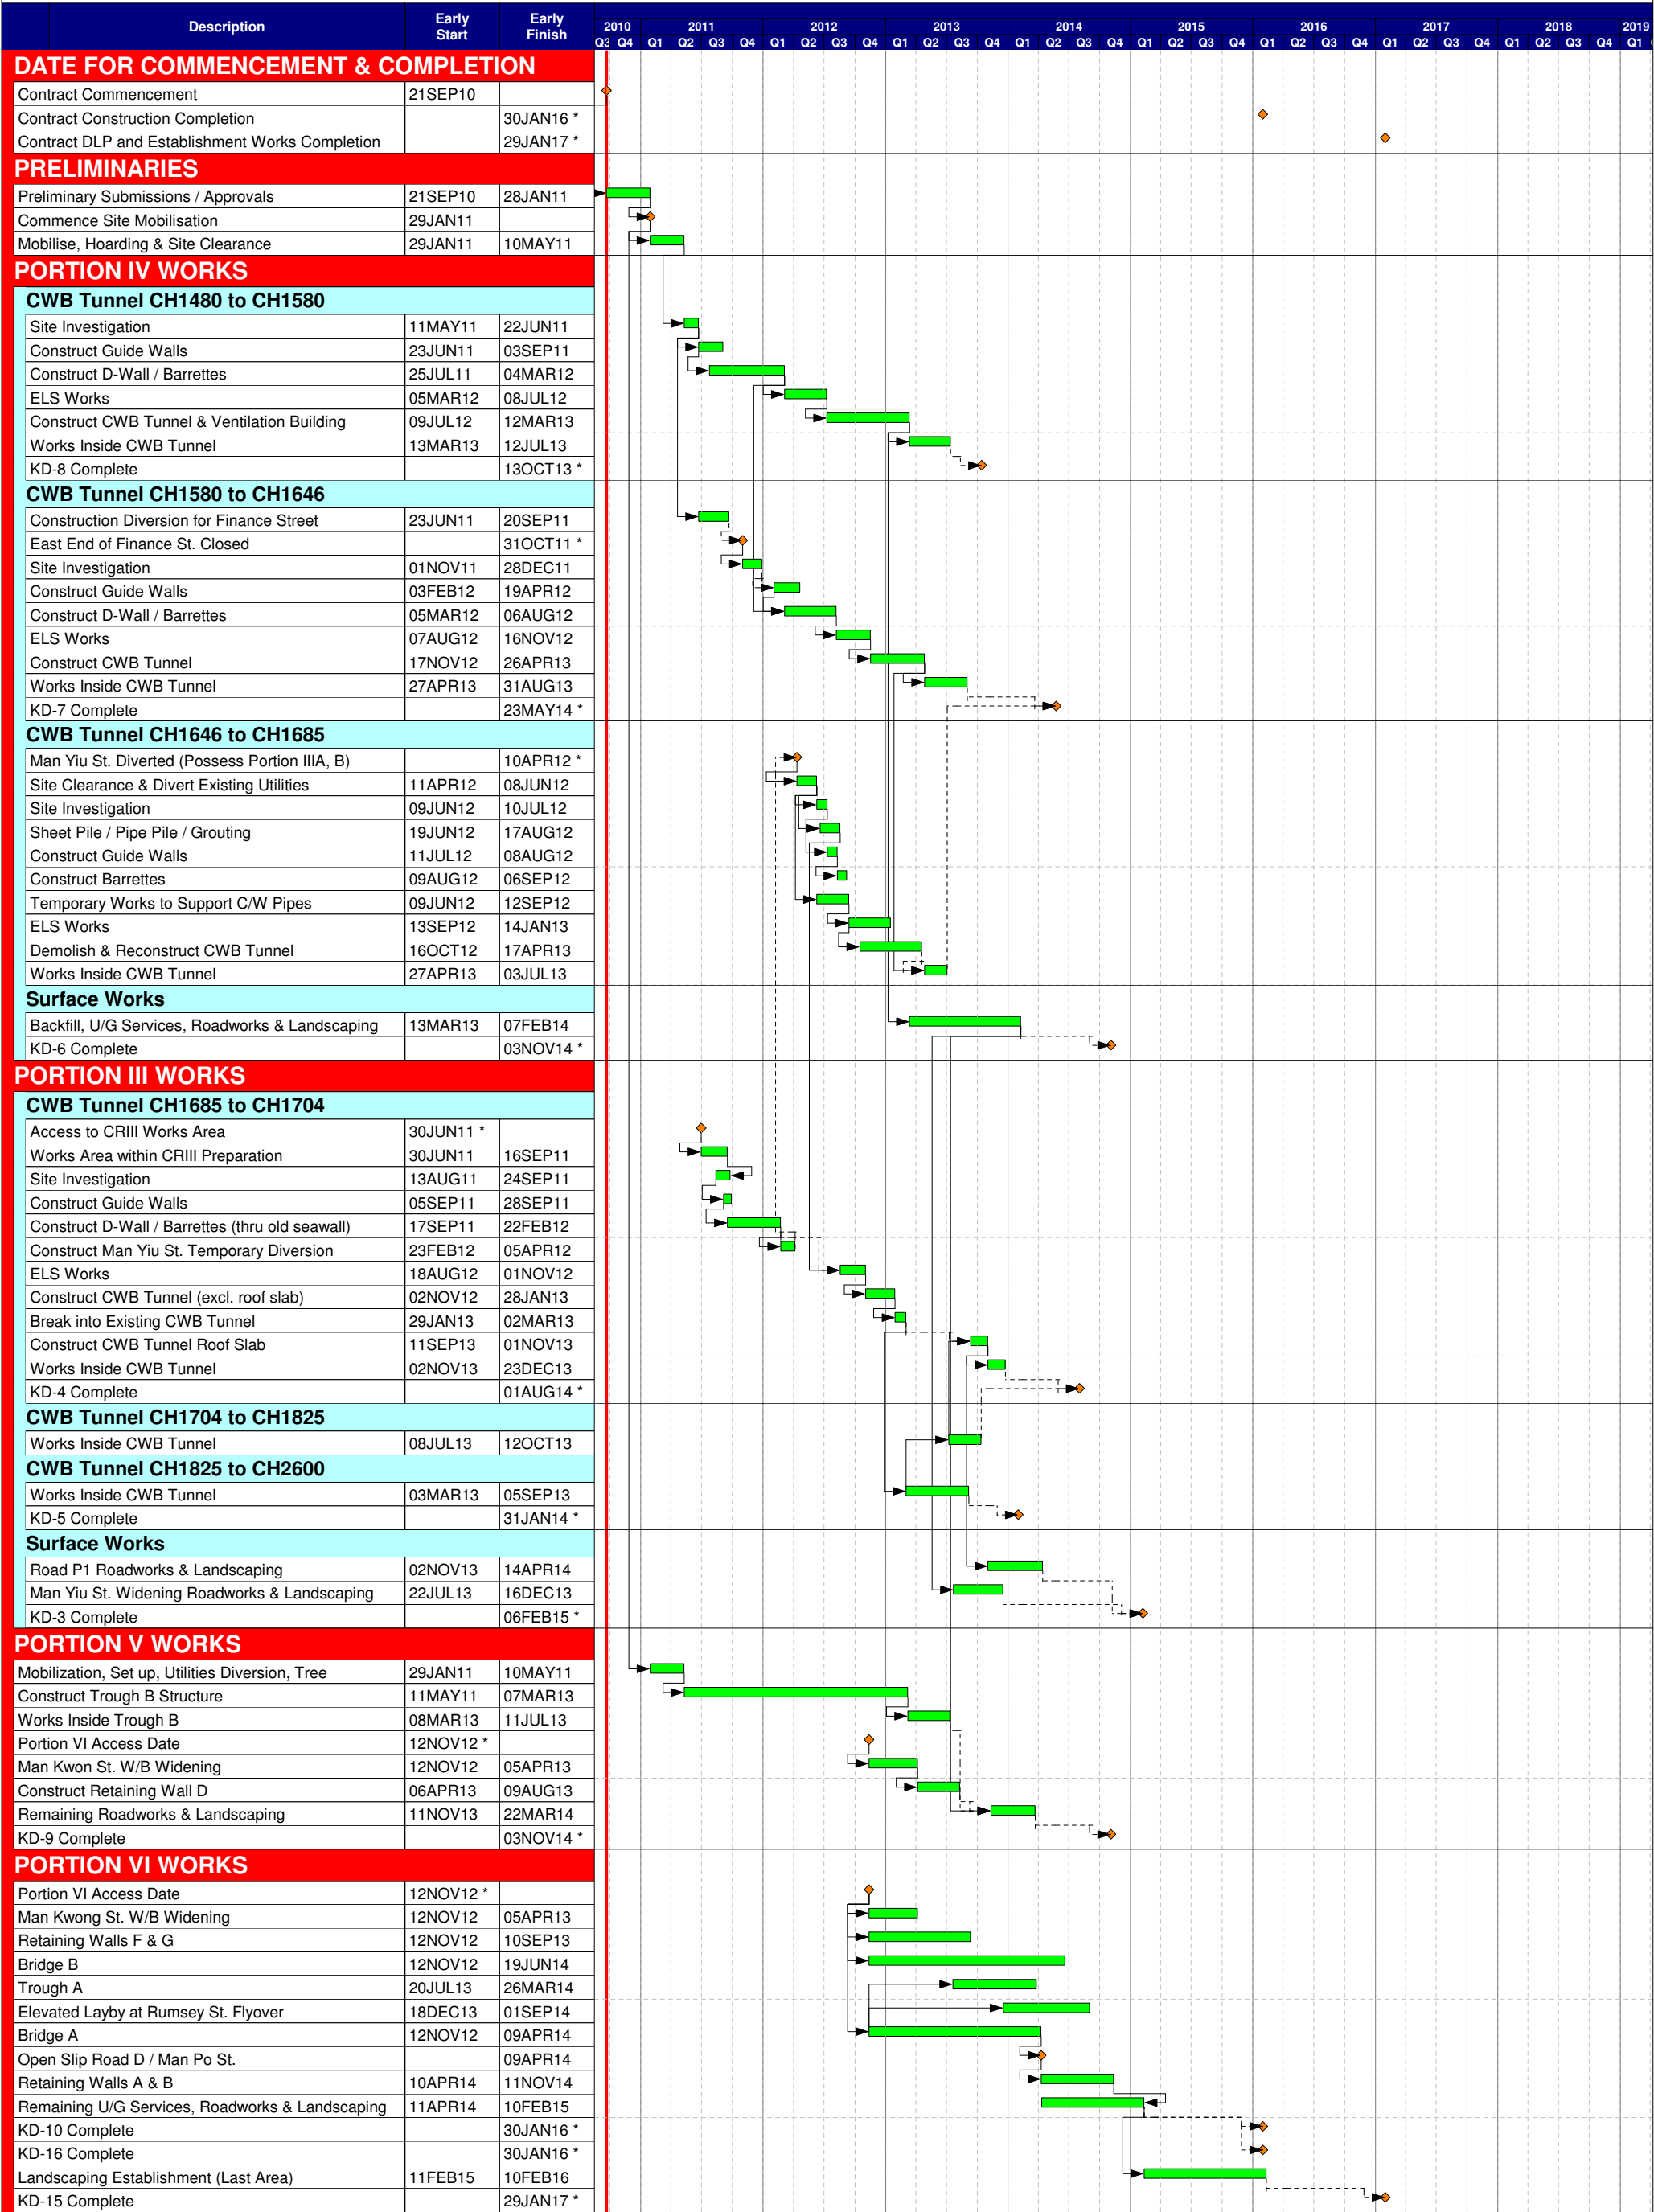 Description Early Start Early Finish 2010 2011 2012 2013 2014 2015 2016 2017 2018 2019
Q3 Q4 Q1 Q2 Q3 Q4 Q1 Q2 Q3 Q4 Q1 Q2 Q3 Q4 Q1 Q2 Q3 Q4 Q1 Q2 Q3 Q4 Q1 Q2 Q3 Q4 Q1 Q2 Q3 Q4 Q1 Q2 Q3 Q4 Q1
DATE FOR COMMENCEMENT & COMPLETION
Contract Commencement 21SEP10
Contract Construction Completion 30JAN16 *
Contract DLP and Establishment Works Completion 29JAN17 *
PRELIMINARIES
Preliminary Submissions / Approvals 21SEP10 28JAN11
Commence Site Mobilisation 29JAN11
Mobilise, Hoarding & Site Clearance 29JAN11 10MAY11
PORTION IV WORKS
CWB Tunnel CH1480 to CH1580
Site Investigation 11MAY11 22JUN11
Construct Guide Walls 23JUN11 03SEP11
Construct D-Wall / Barrettes 25JUL11 04MAR12
ELS Works 05MAR12 08JUL12
Construct CWB Tunnel & Ventilation Building 09JUL12 12MAR13
Works Inside CWB Tunnel 13MAR13 12JUL13
KD-8 Complete 13OCT13 *
CWB Tunnel CH1580 to CH1646
Construction Diversion for Finance Street 23JUN11 20SEP11
East End of Finance St. Closed 31OCT11 *
Site Investigation 01NOV11 28DEC11
Construct Guide Walls 03FEB12 19APR12
Construct D-Wall / Barrettes 05MAR12 06AUG12
ELS Works 07AUG12 16NOV12
Construct CWB Tunnel 17NOV12 26APR13
Works Inside CWB Tunnel 27APR13 31AUG13
KD-7 Complete 23MAY14 *
CWB Tunnel CH1646 to CH1685
Man Yiu St. Diverted (Possess Portion IIIA, B) 10APR12 *
Site Clearance & Divert Existing Utilities 11APR12 08JUN12
Site Investigation 09JUN12 10JUL12
Sheet Pile / Pipe Pile / Grouting 19JUN12 17AUG12
Construct Guide Walls 11JUL12 08AUG12
Construct Barrettes 09AUG12 06SEP12
Temporary Works to Support C/W Pipes 09JUN12 12SEP12
ELS Works 13SEP12 14JAN13
Demolish & Reconstruct CWB Tunnel 16OCT12 17APR13
Works Inside CWB Tunnel 27APR13 03JUL13
Surface Works
Backfill, U/G Services, Roadworks & Landscaping 13MAR13 07FEB14
KD-6 Complete 03NOV14 *
PORTION III WORKS
CWB Tunnel CH1685 to CH1704
Access to CRIII Works Area 30JUN11 *
Works Area within CRIII Preparation 30JUN11 16SEP11
Site Investigation 13AUG11 24SEP11
Construct Guide Walls 05SEP11 28SEP11
Construct D-Wall / Barrettes (thru old seawall) 17SEP11 22FEB12
Construct Man Yiu St. Temporary Diversion 23FEB12 05APR12
ELS Works 18AUG12 01NOV12
Construct CWB Tunnel (excl. roof slab) 02NOV12 28JAN13
Break into Existing CWB Tunnel 29JAN13 02MAR13
Construct CWB Tunnel Roof Slab 11SEP13 01NOV13
Works Inside CWB Tunnel 02NOV13 23DEC13
KD-4 Complete 01AUG14 *
CWB Tunnel CH1704 to CH1825
Works Inside CWB Tunnel 08JUL13 12OCT13
CWB Tunnel CH1825 to CH2600
Works Inside CWB Tunnel 03MAR13 05SEP13
KD-5 Complete 31JAN14 *
Surface Works
Road P1 Roadworks & Landscaping 02NOV13 14APR14
Man Yiu St. Widening Roadworks & Landscaping 22JUL13 16DEC13
KD-3 Complete 06FEB15 *
PORTION V WORKS
Mobilization, Set up, Utilities Diversion, Tree 29JAN11 10MAY11
Construct Trough B Structure 11MAY11 07MAR13
Works Inside Trough B 08MAR13 11JUL13
Portion VI Access Date 12NOV12 *
Man Kwon St. W/B Widening 12NOV12 05APR13
Construct Retaining Wall D 06APR13 09AUG13
Remaining Roadworks & Landscaping 11NOV13 22MAR14
KD-9 Complete 03NOV14 *
PORTION VI WORKS
Portion VI Access Date 12NOV12 *
Man Kwong St. W/B Widening 12NOV12 05APR13
Retaining Walls F & G 12NOV12 10SEP13
Bridge B 12NOV12 19JUN14
Trough A 20JUL13 26MAR14
Elevated Layby at Rumsey St. Flyover 18DEC13 01SEP14
Bridge A 12NOV12 09APR14
Open Slip Road D / Man Po St. 09APR14
Retaining Walls A & B 10APR14 11NOV14
Remaining U/G Services, Roadworks & Landscaping 11APR14 10FEB15
KD-10 Complete 30JAN16 *
KD-16 Complete 30JAN16 *
Landscaping Establishment (Last Area) 11FEB15 10FEB16
KD-15 Complete 29JAN17 *